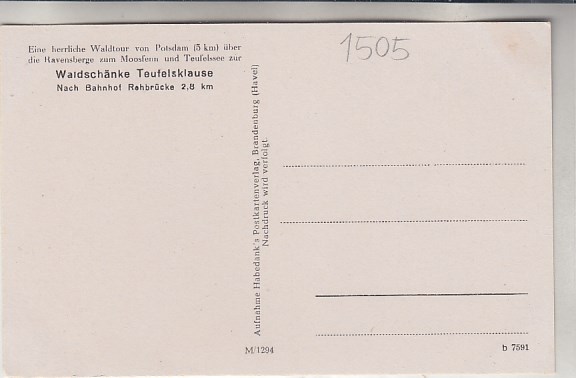 Eine herrliche Waldtour von Potsdam (5 km) über
die Ravensberge zum Moosfenn und Teufelssee zur
Waldschänke Teufelsklause
Nach Bahnhof Rehbrücke 2,8 km
1505
Aufnahme Habedank's Postkartenverlag, Brandenburg (Havel)
Nachdruck wird verfolgt.
M/1294
b 7591